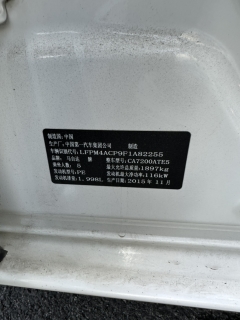 制造国:中国
生产厂名:中国第一汽车集团公司 制造
车辆识别代号:LFPM4ACP9F1A82255
品牌:马自达 牌 整车型号:CA7200ATE5
乘坐人数:5 最大允许总质量:1897kg
发动机型号:PE 发动机最大净功率:116kW
发动机排量:1.998L 2015年11月